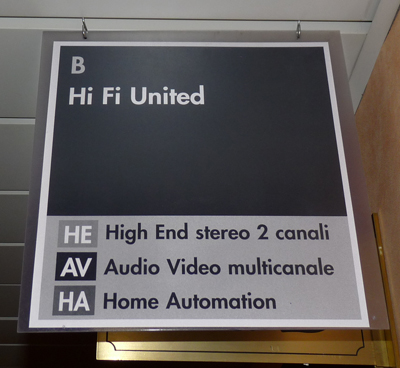 B
Hi Fi United
HE High End stereo 2 canali
AV Audio Video multicanale
HA Home Automation